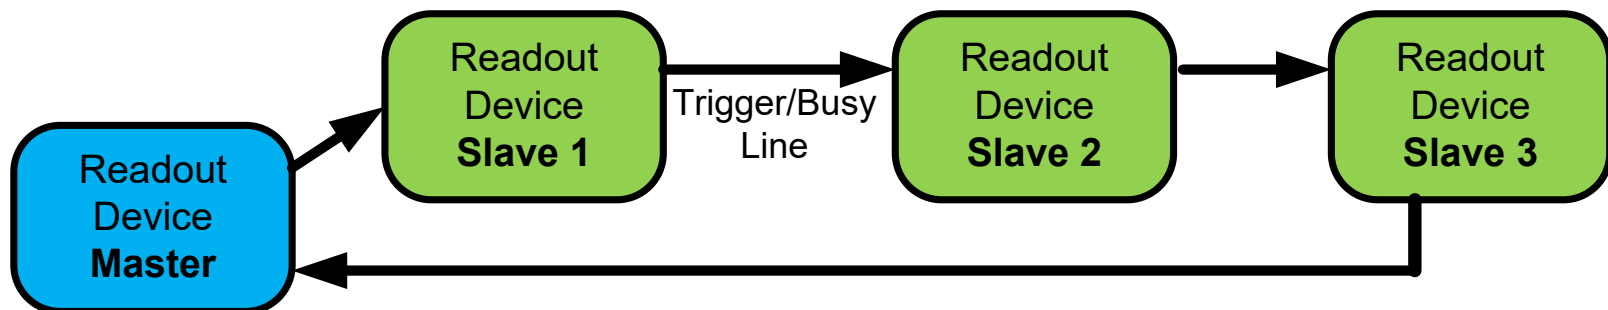 Readout
Device
Master
Readout
Device
Slave 1
Trigger/Busy
Line
Readout
Device
Slave 2
Readout
Device
Slave 3